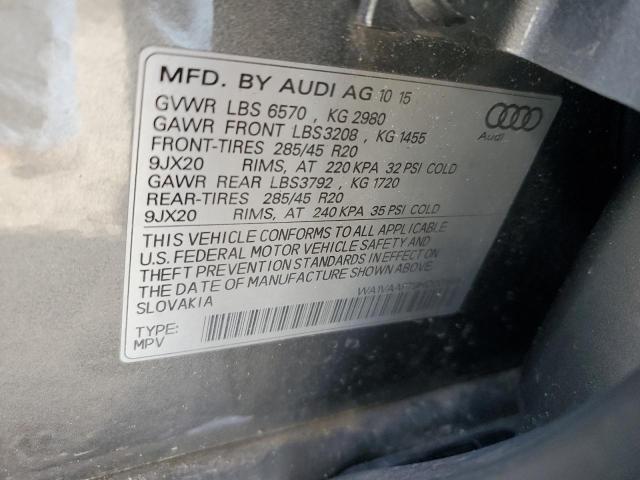 MFD. BY AUDI AG 10 15
GVWR LBS 6570 , KG 2980
GAWR FRONT LBS3208 , KG 1455
FRONT-TIRES 285/45 R20
9JX20 RIMS, AT 220 KPA 32 PSI COLD
GAWR REAR LBS3792 , KG 1720
REAR-TIRES 285/45 R20
9JX20 RIMS, AT 240 KPA 35 PSI COLD
Audi
THIS VEHICLE CONFORMS TO ALL APPLICABLE
U.S. FEDERAL MOTOR VEHICLE SAFETY AND
THEFT PREVENTION STANDARDS IN EFFECT ON
THE DATE OF MANUFACTURE SHOWN ABOVE.
SLOVAKIA
TYPE:
MPV